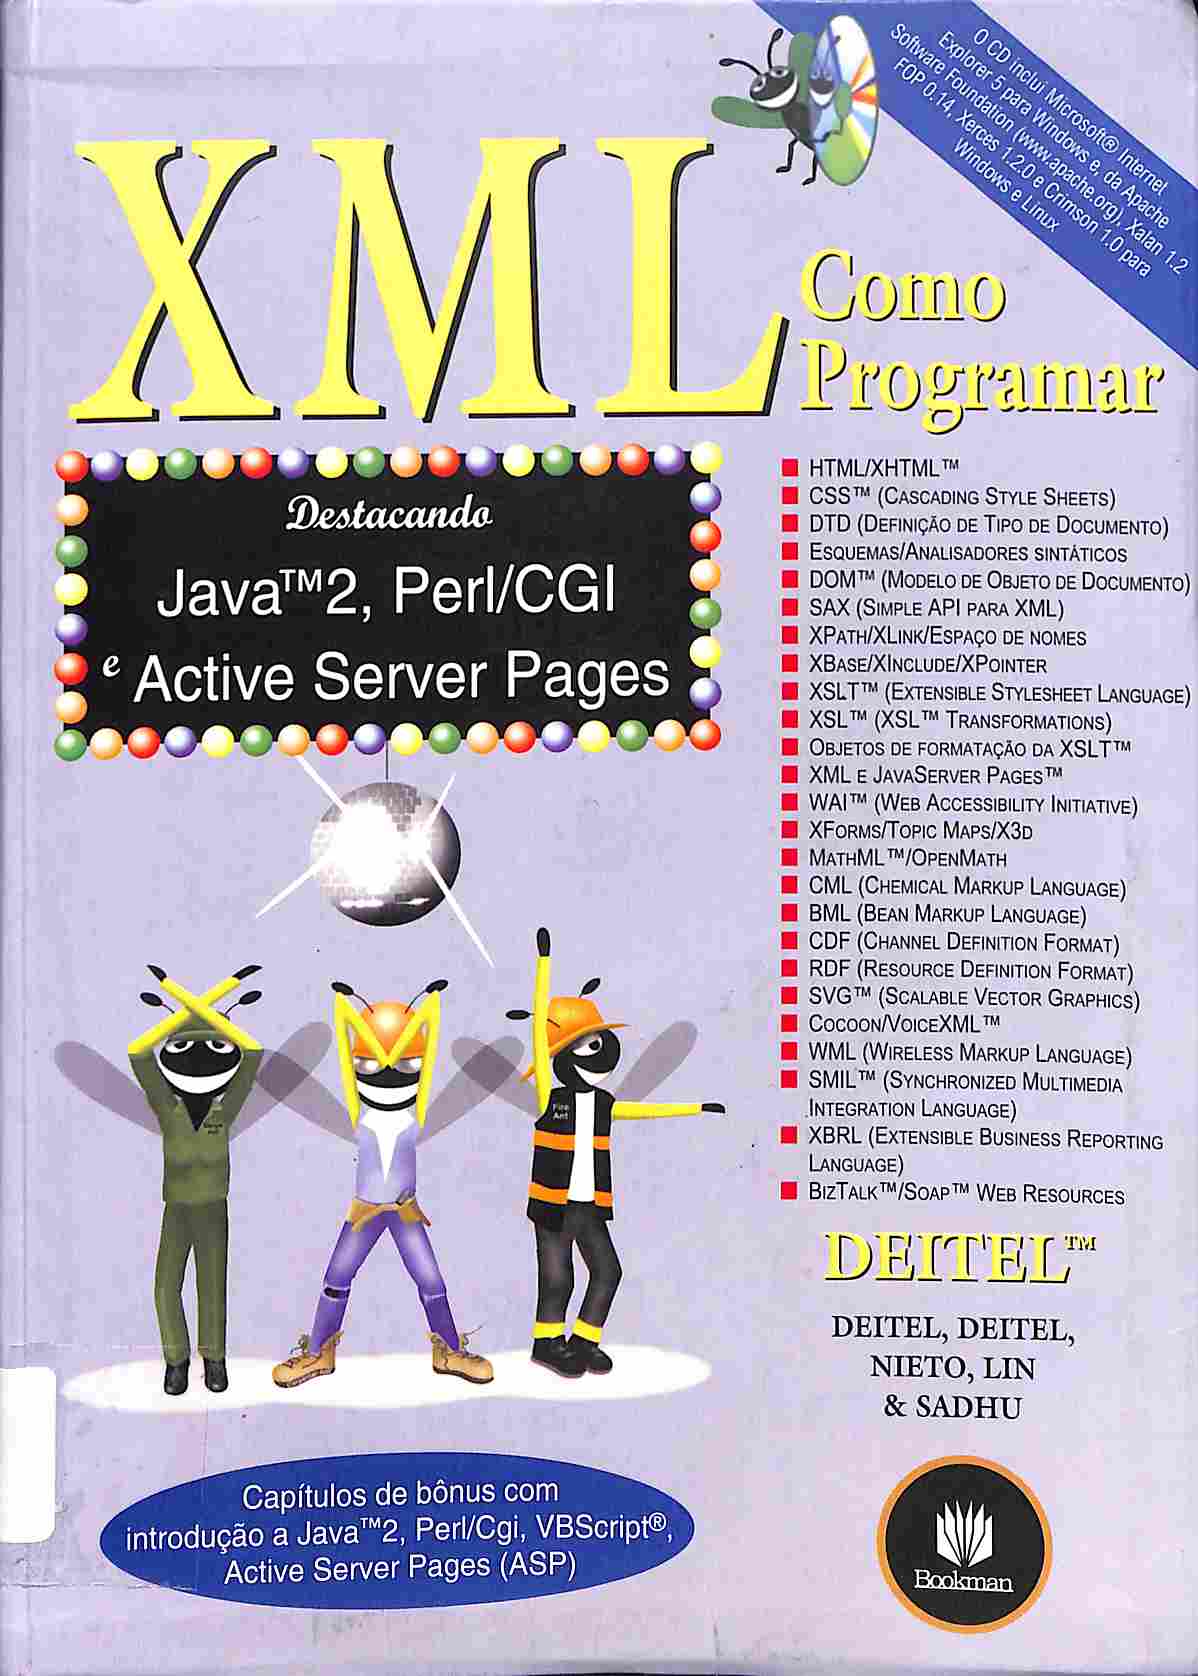 O CD inclui Microsoft® Internet
Explorer 5 para Windows e, da Apache
Software Foundation (www.apache.org), Xalan 1.2
FOP 0.14, Xerces 1.2.0 e Crimson 1.0 para
Windows e Linux
XML
Como
Programar
Destacando
Java™2, Perl/CGI
e Active Server Pages
HTML/XHTML™
CSS™ (CASCADING STYLE SHEETS)
DTD (DEFINIÇÃO DE TIPO DE DOCUMENTO)
ESQUEMAS/ANALISADORES SINTÁTICOS
DOM™ (MODELO DE OBJETO DE DOCUMENTO)
SAX (SIMPLE API PARA XML)
XPATH/XLINK/ESPAÇO DE NOMES
XBASE/XINCLUDE/XPOINTER
XSLT™ (EXTENSIBLE STYLESHEET LANGUAGE)
XSL™ (XSL™ TRANSFORMATIONS)
OBJETOS DE FORMATAÇÃO DA XSLT™
XML E JAVASERVER PAGES™
WAI™ (WEB ACCESSIBILITY INITIATIVE)
XFORMS/TOPIC MAPS/X3D
MATHML™/OPENMATH
CML (CHEMICAL MARKUP LANGUAGE)
BML (BEAN MARKUP LANGUAGE)
CDF (CHANNEL DEFINITION FORMAT)
RDF (RESOURCE DEFINITION FORMAT)
SVG™ (SCALABLE VECTOR GRAPHICS)
COCOON/VOICEXML™
WML (WIRELESS MARKUP LANGUAGE)
SMIL™ (SYNCHRONIZED MULTIMEDIA
INTEGRATION LANGUAGE)
XBRL (EXTENSIBLE BUSINESS REPORTING
LANGUAGE)
BIZTALK™/SOAP™ WEB RESOURCES
Fire
Ant
DEITEL™
DEITEL, DEITEL,
NIETO, LIN
& SADHU
Capítulos de bônus com
introdução a Java™2, Perl/Cgi, VBScript®,
Active Server Pages (ASP)
Bookman